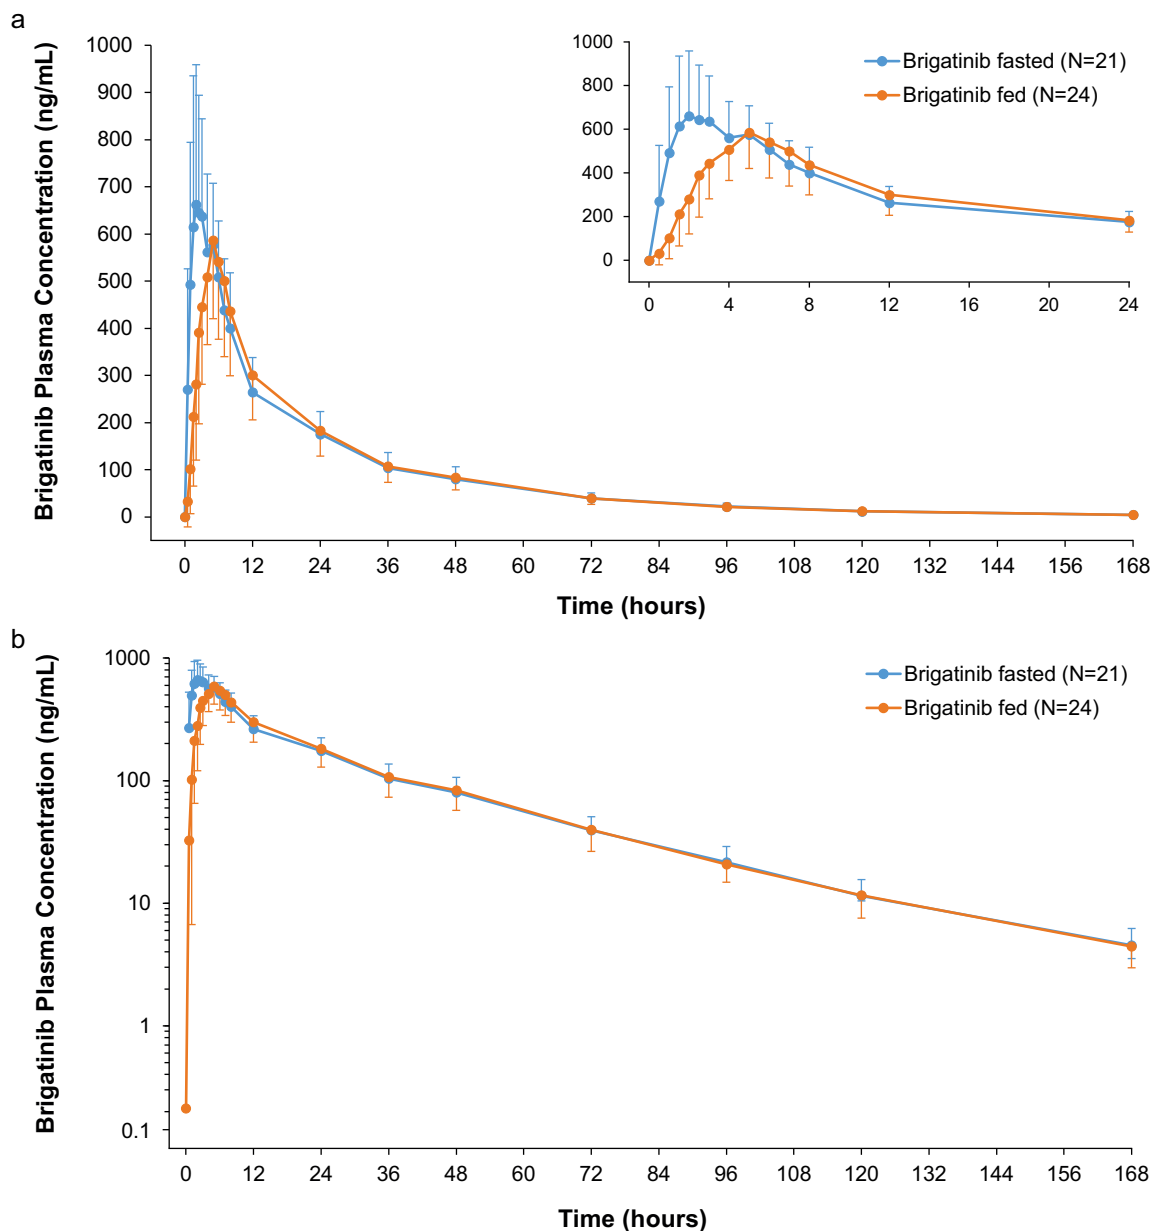 a
Brigatinib Plasma Concentration (ng/mL)
1000
900
800
700
600
500
400
300
200
100
0
0 12 24 36 48 60 72 84 96 108 120 132 144 156 168
Time (hours)
1000
800
600
400
200
0
0 4 8 12 16 20 24
Brigatinib fasted (N=21)
Brigatinib fed (N=24)
b
Brigatinib Plasma Concentration (ng/mL)
1000
100
10
1
0.1
0 12 24 36 48 60 72 84 96 108 120 132 144 156 168
Time (hours)
Brigatinib fasted (N=21)
Brigatinib fed (N=24)